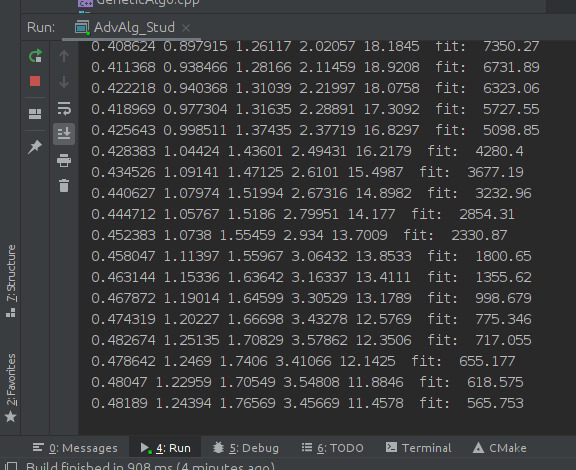 GeneticAlgo.cpp
Run: AdvAlg_Stud
0.408624 0.897915 1.26117 2.02057 18.1845 fit: 7350.27
0.411368 0.938466 1.28166 2.11459 18.9208 fit: 6731.89
0.422218 0.940368 1.31039 2.21997 18.0758 fit: 6323.06
0.418969 0.977304 1.31635 2.28891 17.3092 fit: 5727.55
0.425643 0.998511 1.37435 2.37719 16.8297 fit: 5098.85
0.428383 1.04424 1.43601 2.49431 16.2179 fit: 4280.4
0.434526 1.09141 1.47125 2.6101 15.4987 fit: 3677.19
0.440627 1.07974 1.51994 2.67316 14.8982 fit: 3232.96
0.444712 1.05767 1.5186 2.79951 14.177 fit: 2854.31
0.452383 1.0738 1.55459 2.934 13.7009 fit: 2330.87
0.458047 1.11397 1.55967 3.06432 13.8533 fit: 1800.65
0.463144 1.15336 1.63642 3.16337 13.4111 fit: 1355.62
0.467872 1.19014 1.64599 3.30529 13.1789 fit: 998.679
0.474319 1.20227 1.66698 3.43278 12.5769 fit: 775.346
0.482674 1.25135 1.70829 3.57862 12.3506 fit: 717.055
0.478642 1.2469 1.7406 3.41066 12.1425 fit: 655.177
0.48047 1.22959 1.70549 3.54808 11.8846 fit: 618.575
0.48189 1.24394 1.76569 3.45669 11.4578 fit: 565.753
Z: Structure
2: Favorites
0: Messages 4: Run 5: Debug 6: TODO Terminal CMake
Build finished in 908 ms (4 minutes ago)